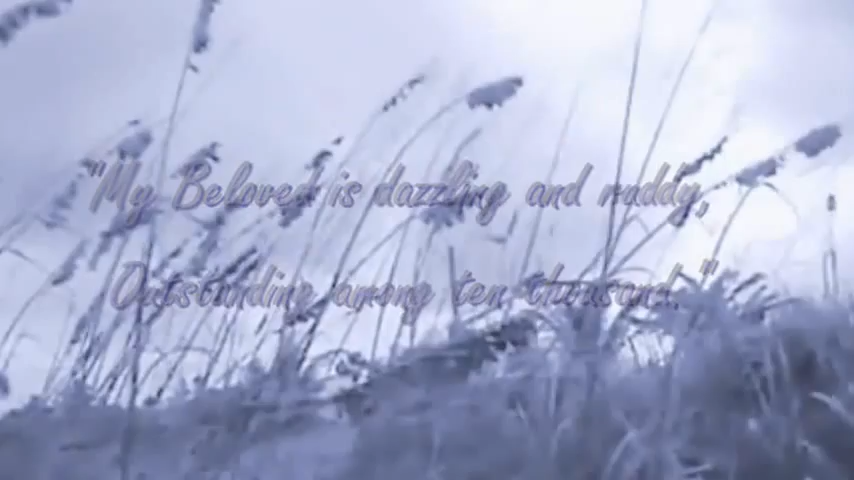 "My Beloved is dazzling and ruddy,
Outstanding among ten thousand."